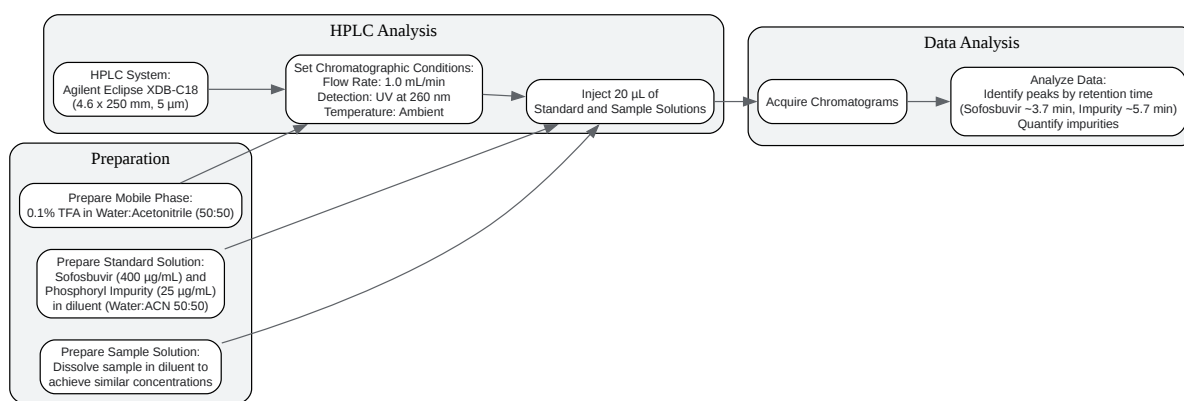 HPLC Analysis
HPLC System:
Agilent Eclipse XDB-C18
(4.6 x 250 mm, 5 µm)
Set Chromatographic Conditions:
Flow Rate: 1.0 mL/min
Detection: UV at 260 nm
Temperature: Ambient
Inject 20 µL of
Standard and Sample Solutions
Data Analysis
Acquire Chromatograms
Analyze Data:
Identify peaks by retention time
(Sofosbuvir ~3.7 min, Impurity ~5.7 min)
Quantify impurities
Preparation
Prepare Mobile Phase:
0.1% TFA in Water:Acetonitrile (50:50)
Prepare Standard Solution:
Sofosbuvir (400 µg/mL) and
Phosphoryl Impurity (25 µg/mL)
in diluent (Water:ACN 50:50)
Prepare Sample Solution:
Dissolve sample in diluent to
achieve similar concentrations